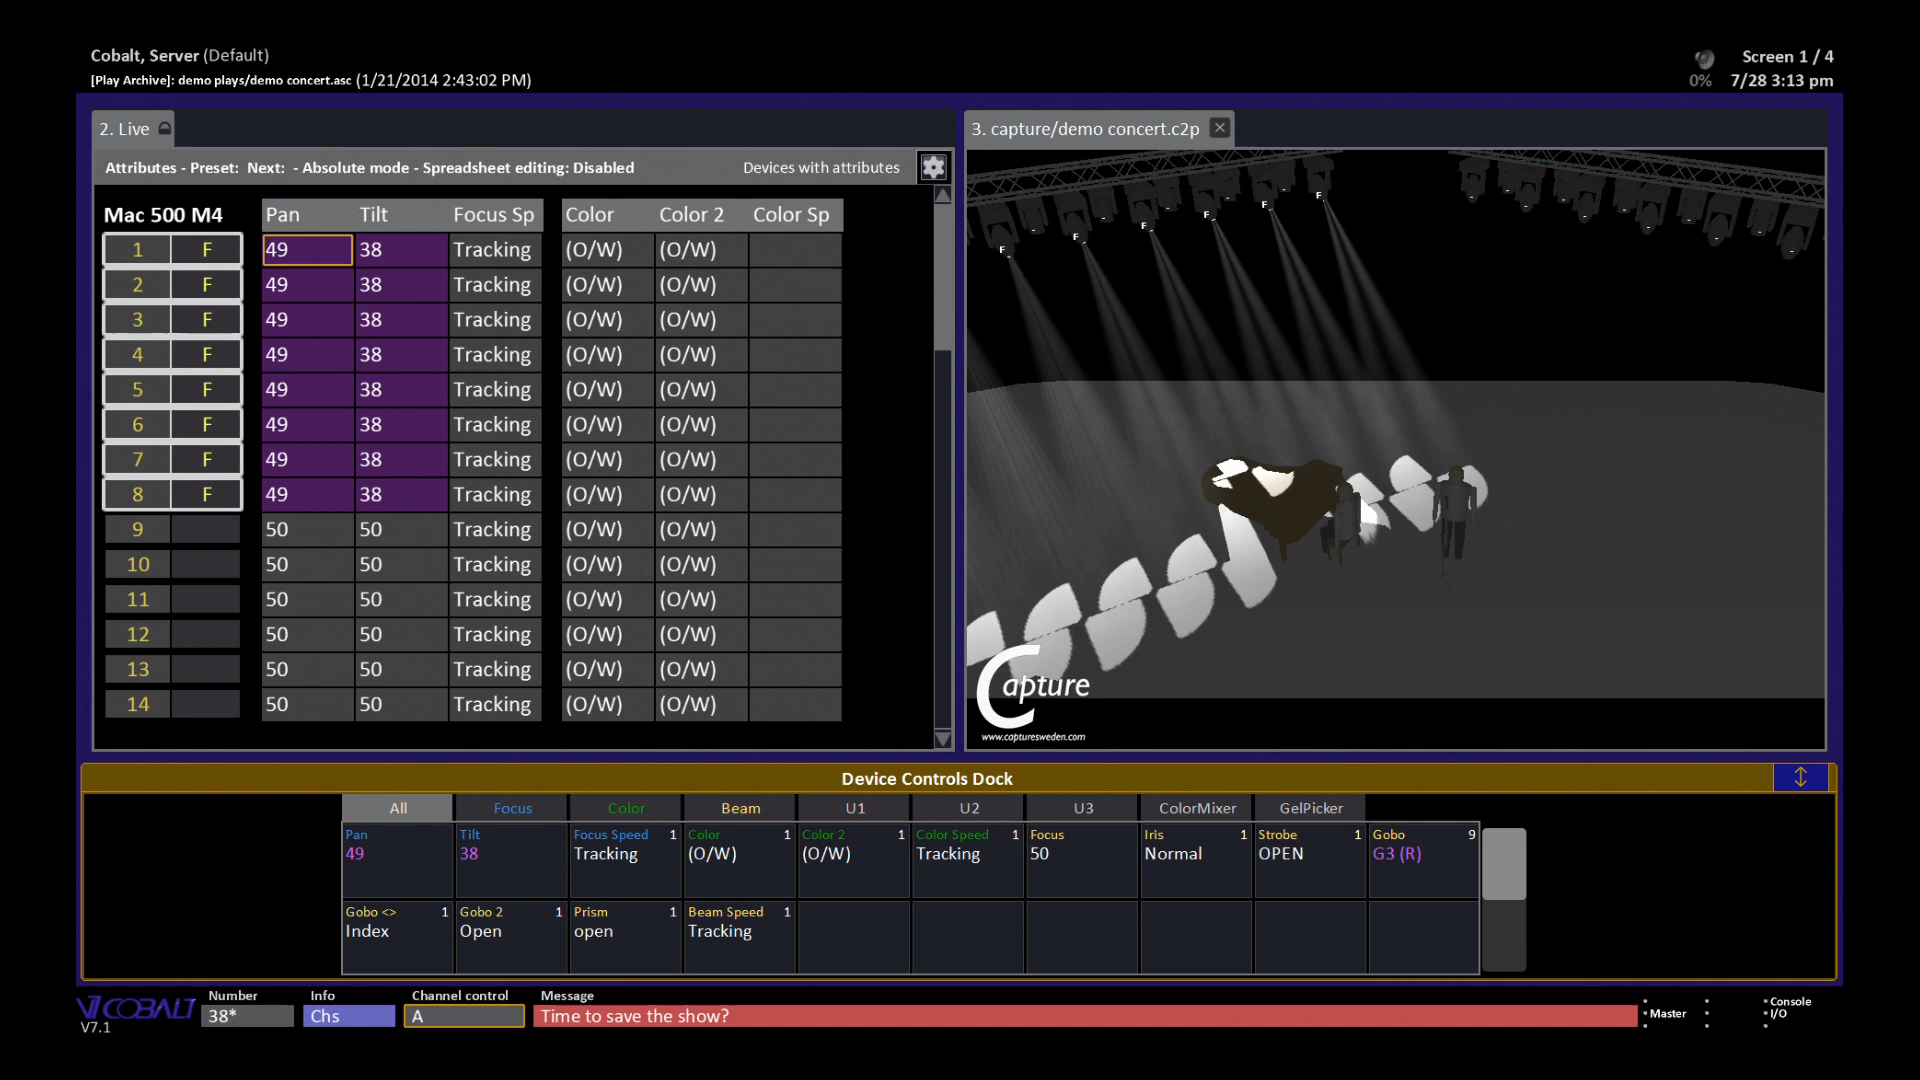 Cobalt, Server (Default)
[Play Archive]: demo plays/demo concert.asc (1/21/2014 2:43:02 PM)
Screen 1 / 4
0% 7/28 3:13 pm
2. Live
Attributes - Preset: Next: - Absolute mode - Spreadsheet editing: Disabled Devices with attributes
Mac 500 M4 Pan Tilt Focus Sp Color Color 2 Color Sp
1 F 49 38 Tracking (O/W) (O/W)
2 F 49 38 Tracking (O/W) (O/W)
3 F 49 38 Tracking (O/W) (O/W)
4 F 49 38 Tracking (O/W) (O/W)
5 F 49 38 Tracking (O/W) (O/W)
6 F 49 38 Tracking (O/W) (O/W)
7 F 49 38 Tracking (O/W) (O/W)
8 F 49 38 Tracking (O/W) (O/W)
9 50 50 Tracking (O/W) (O/W)
10 50 50 Tracking (O/W) (O/W)
11 50 50 Tracking (O/W) (O/W)
12 50 50 Tracking (O/W) (O/W)
13 50 50 Tracking (O/W) (O/W)
14 50 50 Tracking (O/W) (O/W)
3. capture/demo concert.c2p
F F F F F F
Capture
www.capturesweden.com
Device Controls Dock
All Focus Color Beam U1 U2 U3 ColorMixer GelPicker
Pan Tilt Focus Speed 1 Color 1 Color 2 1 Color Speed 1 Focus Iris 1 Strobe 1 Gobo 9
49 38 Tracking (O/W) (O/W) Tracking 50 Normal OPEN G3 (R)
Gobo <> 1 Gobo 2 1 Prism 1 Beam Speed 1
Index Open open Tracking
COBALT
V7.1
Number Info Channel control Message
38* Chs A Time to save the show?
Master
Console
I/O